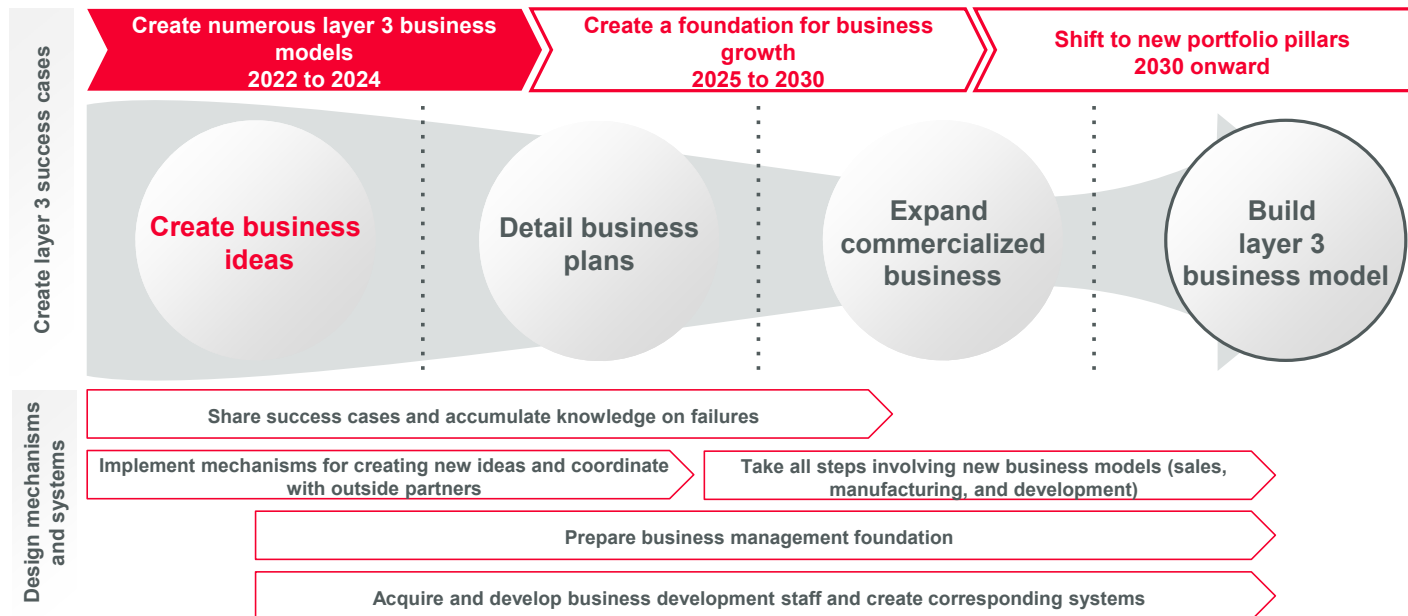 Create layer 3 success cases
Create numerous layer 3 business
models
2022 to 2024
Create a foundation for business
growth
2025 to 2030
Shift to new portfolio pillars
2030 onward
Create business
ideas
Detail business
plans
Expand
commercialized
business
Build
layer 3
business model
Design mechanisms
and systems
Share success cases and accumulate knowledge on failures
Implement mechanisms for creating new ideas and coordinate
with outside partners
Take all steps involving new business models (sales,
manufacturing, and development)
Prepare business management foundation
Acquire and develop business development staff and create corresponding systems